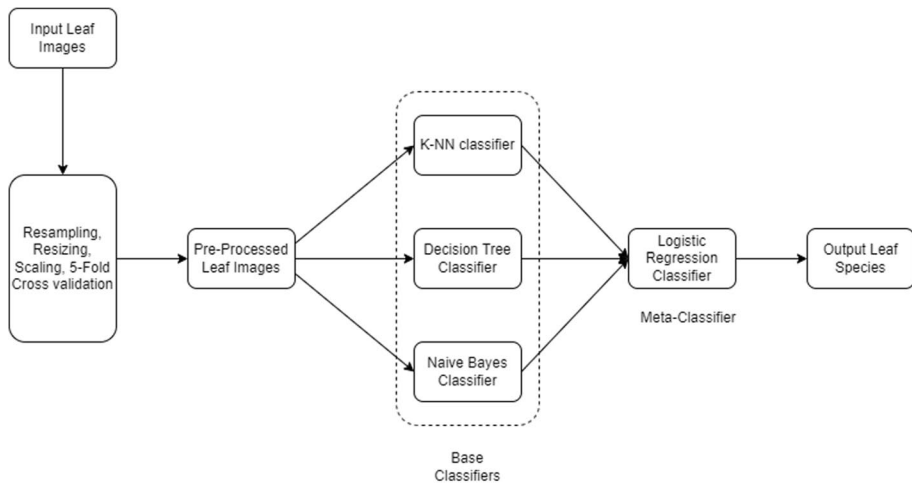 Input Leaf
Images
Resampling,
Resizing,
Scaling, 5-Fold
Cross validation
Pre-Processed
Leaf Images
K-NN classifier
Decision Tree
Classifier
Naive Bayes
Classifier
Base
Classifiers
Logistic
Regression
Classifier
Meta-Classifier
Output Leaf
Species